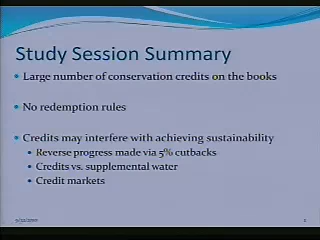 Study Session Summary
Large number of conservation credits on the books
No redemption rules
Credits may interfere with achieving sustainability
Reverse progress made via 5% cutbacks
Credits vs. supplemental water
Credit markets